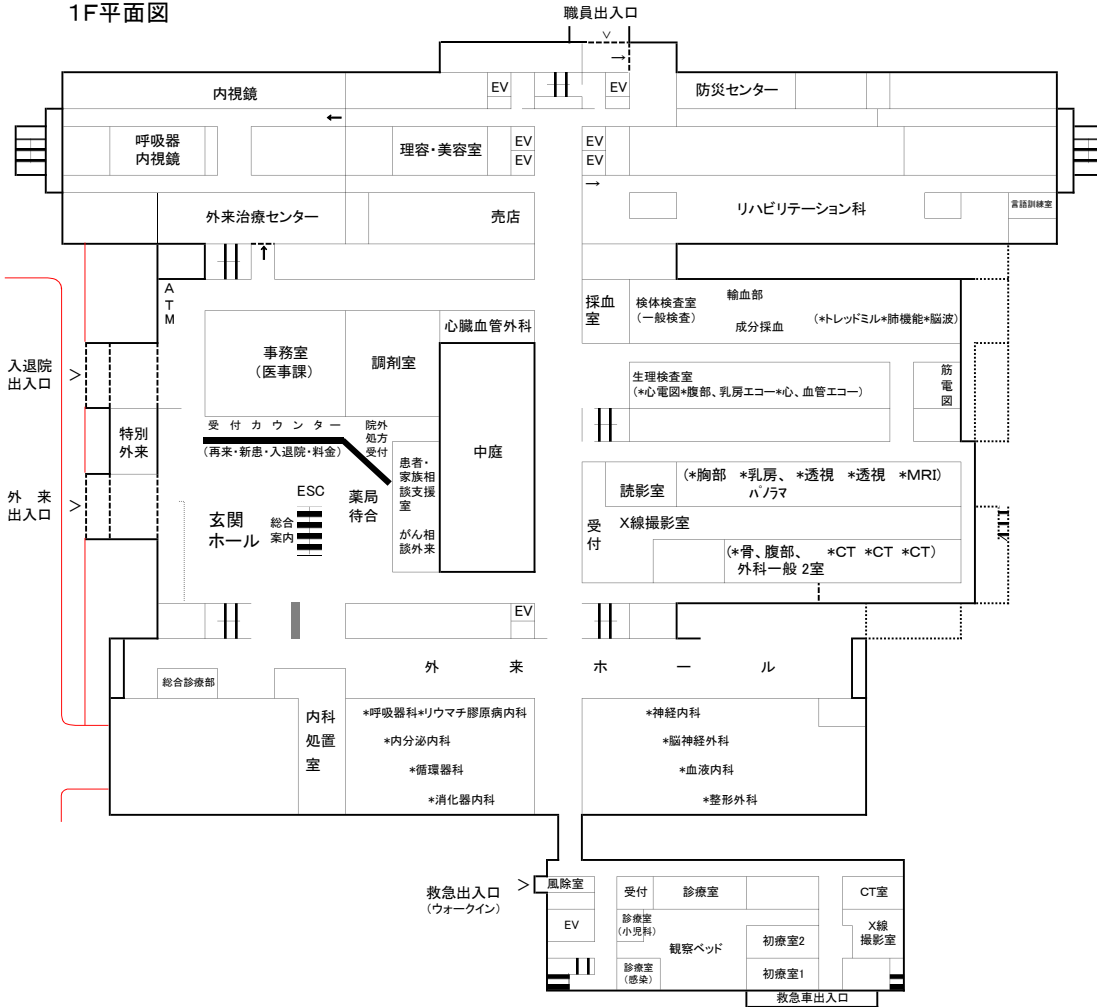 1F平面図
職員出入口
∨
→
内視鏡
EV
EV
防災センター
←
呼吸器
内視鏡
理容・美容室
EV
EV
EV
EV
→
外来治療センター
売店
リハビリテーション科
言語訓練室
↑
ATM
心臓血管外科
採血
室
検体検査室
(一般検査)
輸血部
成分採血
(*トレッドミル*肺機能*脳波)
入退院
出入口
>
事務室
(医事課)
調剤室
生理検査室
(*心電図*腹部、乳房エコー*心、血管エコー)
筋電図
特別
外来
受付カウンター
(再来・新患・入退院・料金)
院外
処方
受付
中庭
患者・
家族相
談支援
室
がん相
談外来
外 来
出入口
>
玄関
ホール
総合
案内
ESC
薬局
待合
読影室
(*胸部 *乳房、 *透視 *透視 *MRI)
パノラマ
受付
X線撮影室
(*骨、腹部、 *CT *CT *CT)
外科一般 2室
EV
外 来 ホ ー ル
総合診療部
内科
処置
室
*呼吸器科*リウマチ膠原病内科
*内分泌内科
*循環器科
*消化器内科
*神経内科
*脳神経外科
*血液内科
*整形外科
救急出入口
(ウォークイン)
>
風除室
受付
診療室
CT室
EV
診療室
(小児科)
観察ベッド
初療室2
X線
撮影室
診療室
(感染)
初療室1
救急車出入口